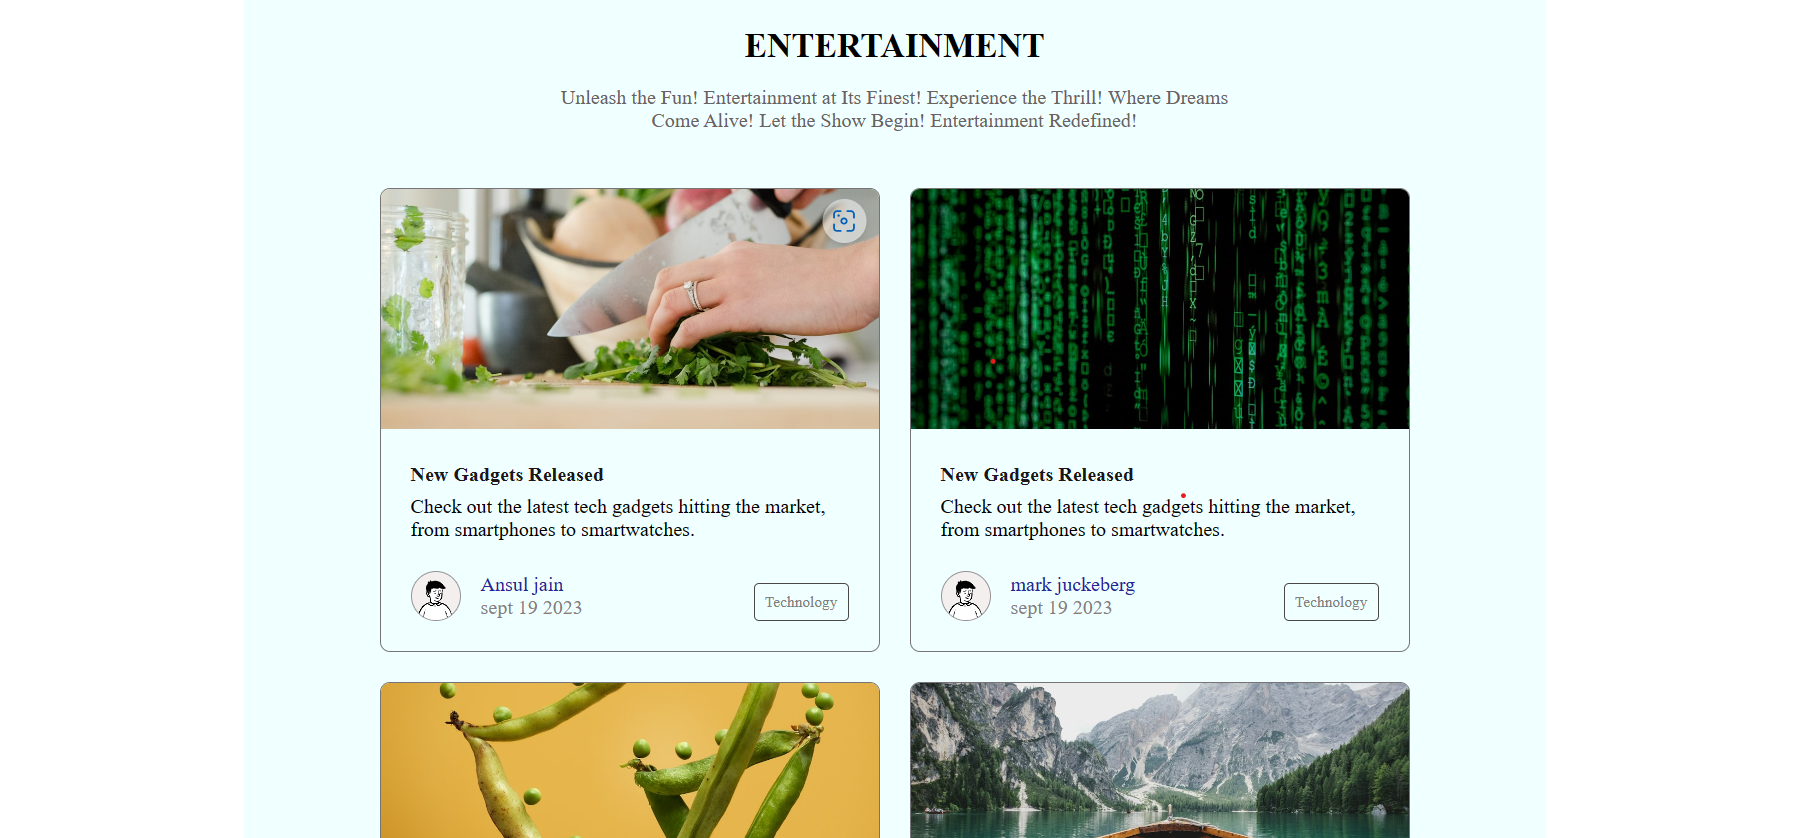 ENTERTAINMENT
Unleash the Fun! Entertainment at Its Finest! Experience the Thrill! Where Dreams
Come Alive! Let the Show Begin! Entertainment Redefined!
New Gadgets Released
Check out the latest tech gadgets hitting the market,
from smartphones to smartwatches.
Ansul jain
sept 19 2023
Technology
New Gadgets Released
Check out the latest tech gadgets hitting the market,
from smartphones to smartwatches.
mark juckeberg
sept 19 2023
Technology